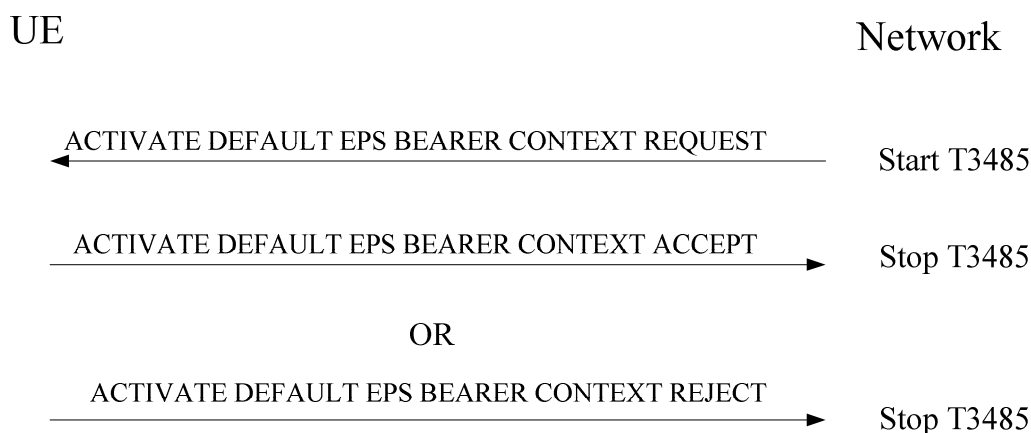 UE
Network
ACTIVATE DEFAULT EPS BEARER CONTEXT REQUEST
Start T3485
ACTIVATE DEFAULT EPS BEARER CONTEXT ACCEPT
Stop T3485
OR
ACTIVATE DEFAULT EPS BEARER CONTEXT REJECT
Stop T3485